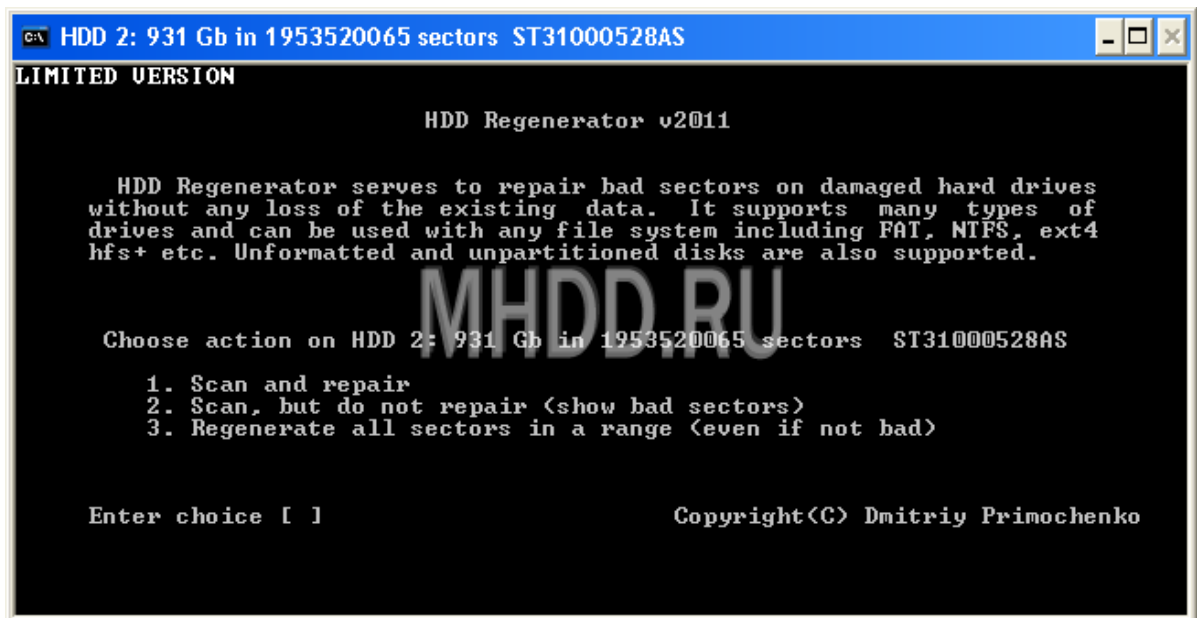 HDD 2: 931 Gb in 1953520065 sectors ST31000528AS
LIMITED VERSION
HDD Regenerator v2011
HDD Regenerator serves to repair bad sectors on damaged hard drives
without any loss of the existing data. It supports many types of
drives and can be used with any file system including FAT, NTFS, ext4
hfs+ etc. Unformatted and unpartitioned disks are also supported.
MHDD.RU
Choose action on HDD 2: 931 Gb in 1953520065 sectors ST31000528AS
1. Scan and repair
2. Scan, but do not repair (show bad sectors)
3. Regenerate all sectors in a range (even if not bad)
Enter choice [ ] Copyright(C) Dmitriy Primochenko